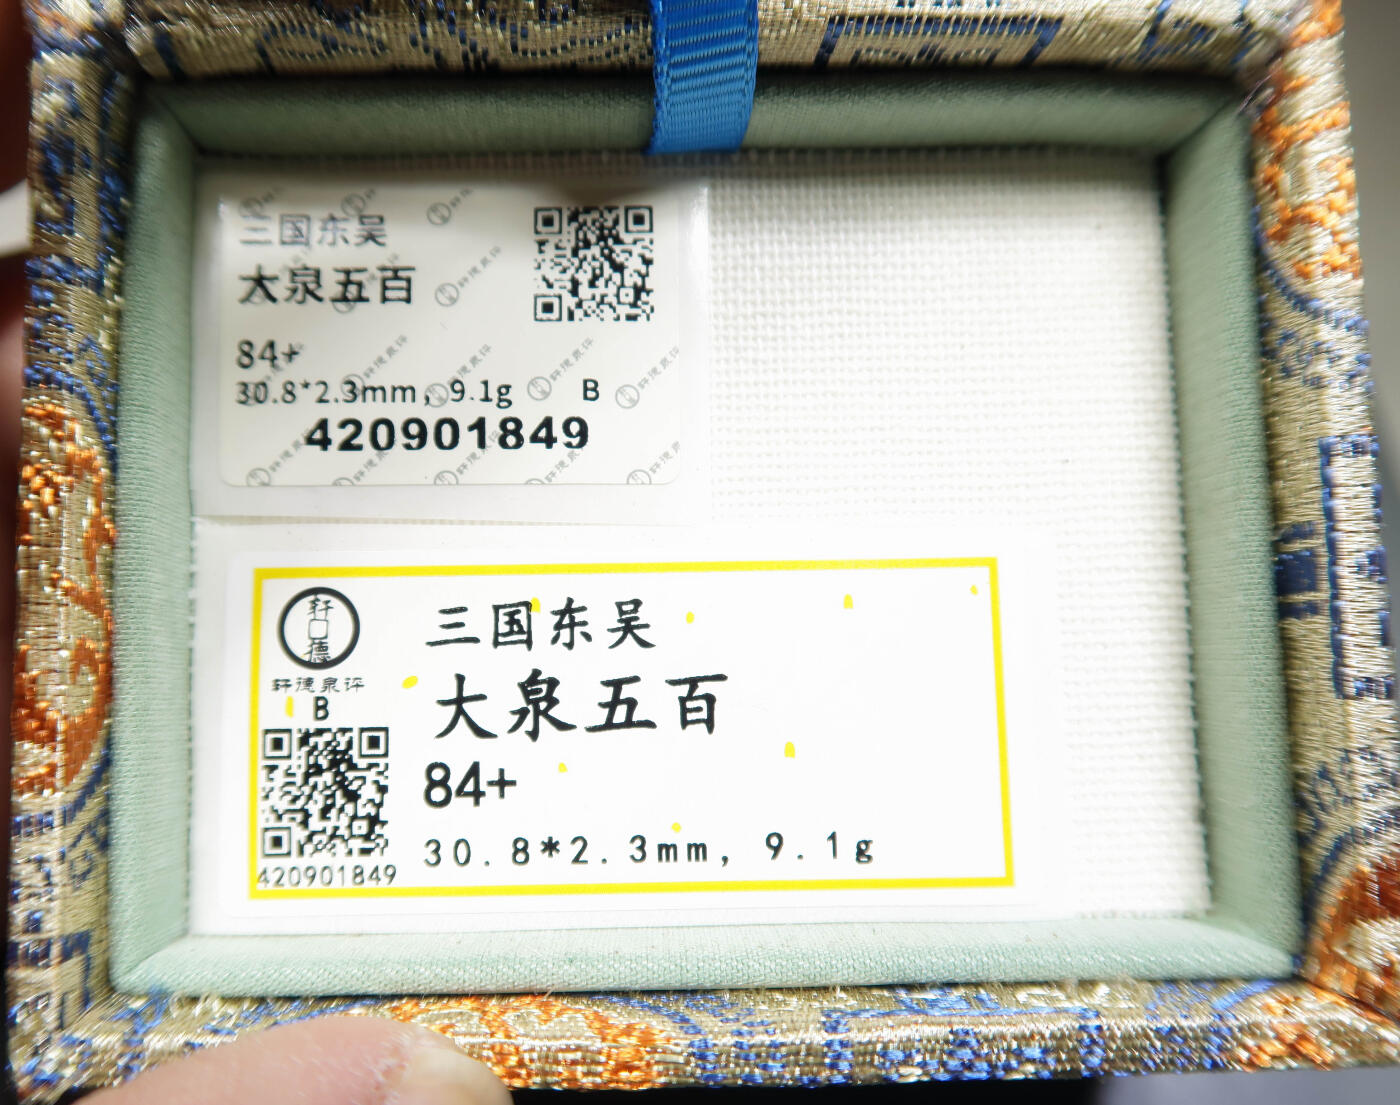 三国东吴
大泉五百
84+
30.8*2.3mm, 9.1g B
420901849
轩德
轩德泉评
B
420901849
三国东吴
大泉五百
84+
30.8*2.3mm, 9.1g